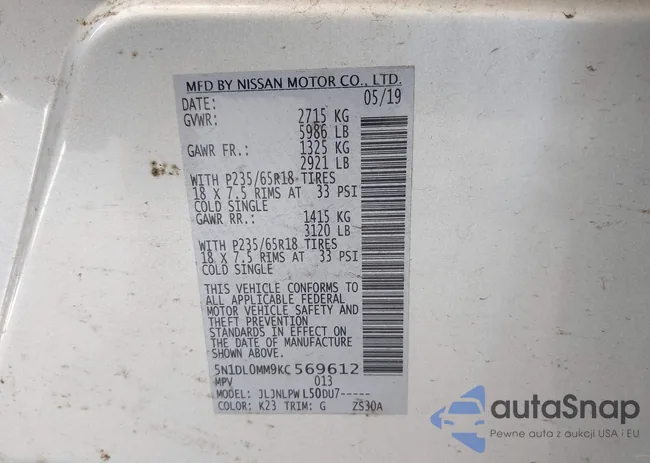 MFD BY NISSAN MOTOR CO., LTD.
DATE: 05/19
GVWR: 2715 KG
5986 LB
GAWR FR.: 1325 KG
2921 LB
WITH P235/65R18 TIRES
18 X 7.5 RIMS AT 33 PSI
COLD SINGLE
GAWR RR.: 1415 KG
3120 LB
WITH P235/65R18 TIRES
18 X 7.5 RIMS AT 33 PSI
COLD SINGLE
THIS VEHICLE CONFORMS TO
ALL APPLICABLE FEDERAL
MOTOR VEHICLE SAFETY AND
THEFT PREVENTION
STANDARDS IN EFFECT ON
THE DATE OF MANUFACTURE
SHOWN ABOVE.
5N1DL0MM9KC569612
MPV 013
MODEL: JLJNLPWL50DU7-----
COLOR: K23 TRIM: G ZS30A
autoSnap
Pewne auta z aukcji USA i EU